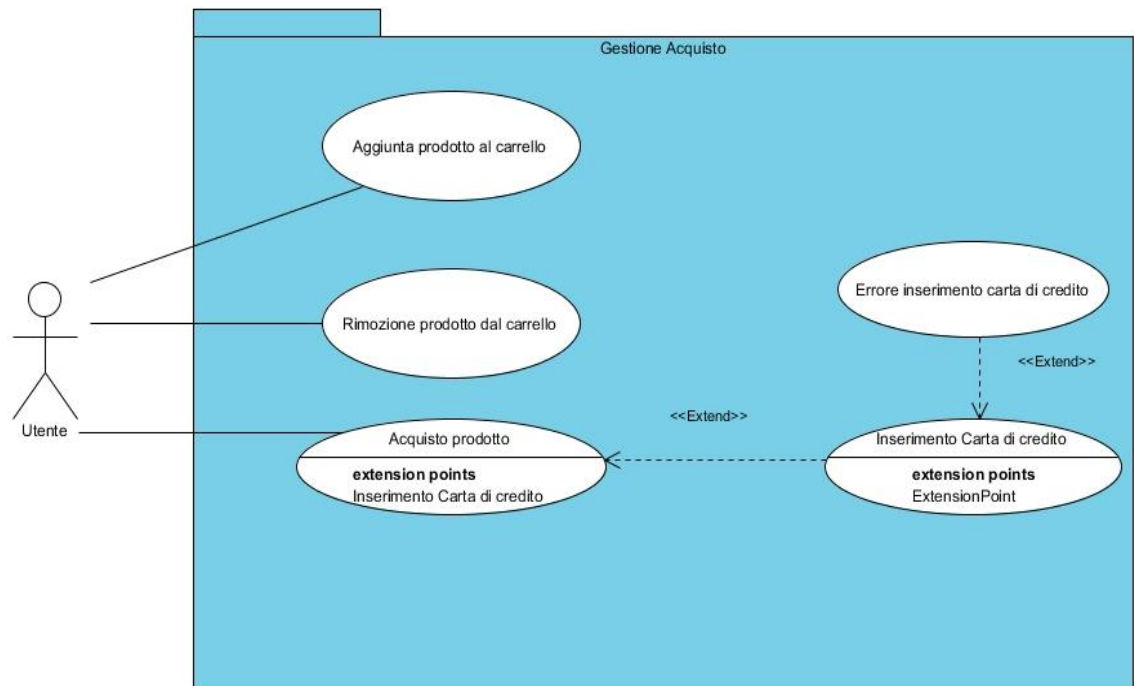 Gestione Acquisto
Aggiunta prodotto al carrello
Errore inserimento carta di credito
Rimozione prodotto dal carrello
<<Extend>>
<<Extend>>
Utente
Acquisto prodotto
extension points
Inserimento Carta di credito
Inserimento Carta di credito
extension points
ExtensionPoint